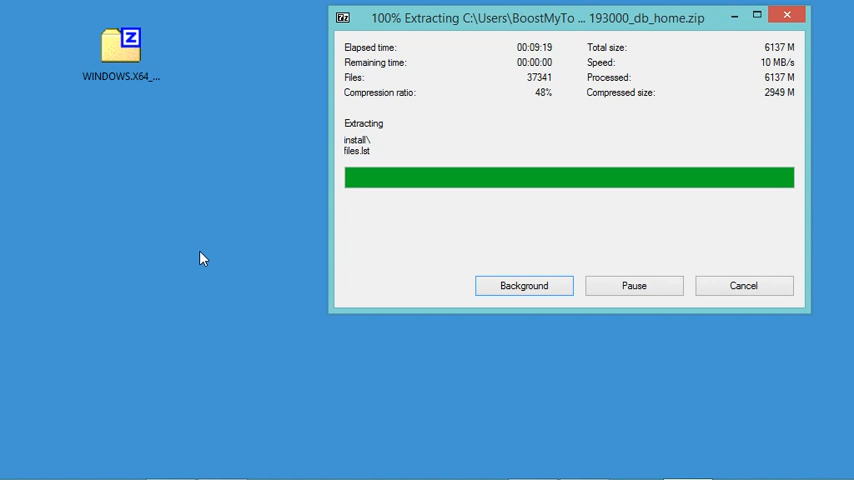 Z
WINDOWS.X64_...
7z 100% Extracting C:\Users\BoostMyTo ... 193000_db_home.zip
Elapsed time: 00:09:19 Total size: 6137 M
Remaining time: 00:00:00 Speed: 10 MB/s
Files: 37341 Processed: 6137 M
Compression ratio: 48% Compressed size: 2949 M
Extracting
install\
files.lst
Background Pause Cancel